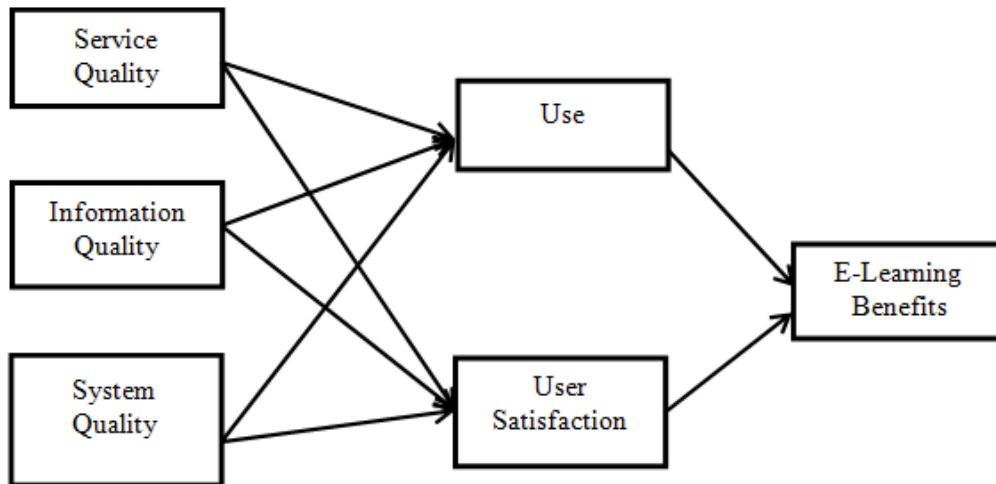 Service
Quality
Use
Information
Quality
E-Learning
Benefits
System
Quality
User
Satisfaction